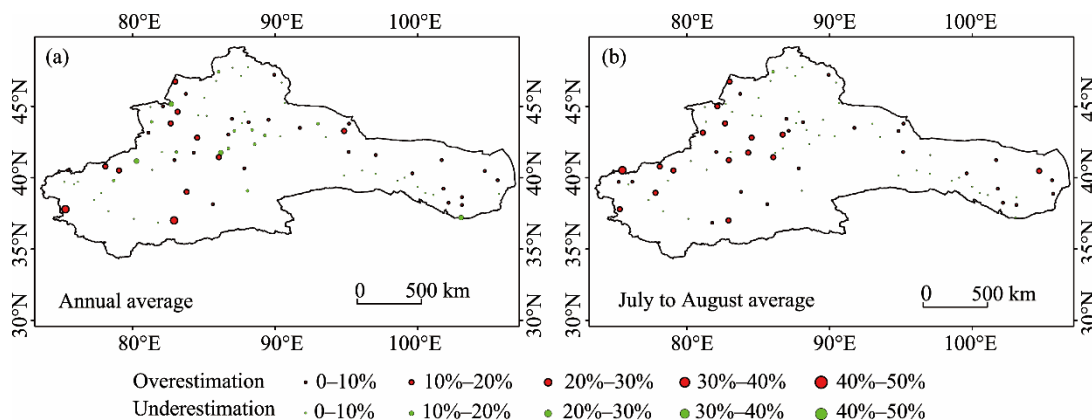 80°E 90°E 100°E 80°E 90°E 100°E
(a) (b)
45°N 45°N 45°N 45°N
40°N 40°N 40°N 40°N
35°N 35°N 35°N 35°N
30°N 30°N 30°N 30°N
0 500 km 0 500 km
Annual average July to August average
80°E 90°E 100°E 80°E 90°E 100°E
Overestimation 0–10% 10%–20% 20%–30% 30%–40% 40%–50%
Underestimation 0–10% 10%–20% 20%–30% 30%–40% 40%–50%